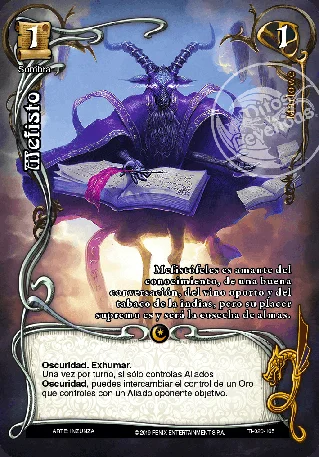 1
1
Sombra
Mefisto
Mefistófeles es amante del
conocimiento, de una buena
conversación, del vino oporto y del
tabaco de la indias, pero su placer
supremo es y será la cosecha de almas.
Oscuridad. Exhumar.
Una vez por turno, si sólo controlas Aliados
Oscuridad, puedes intercambiar el control de un Oro
que controles con un Aliado oponente objetivo.
ARTE: INZUNZA
©2019 FENIX ENTERTAINMENT S.P.A.